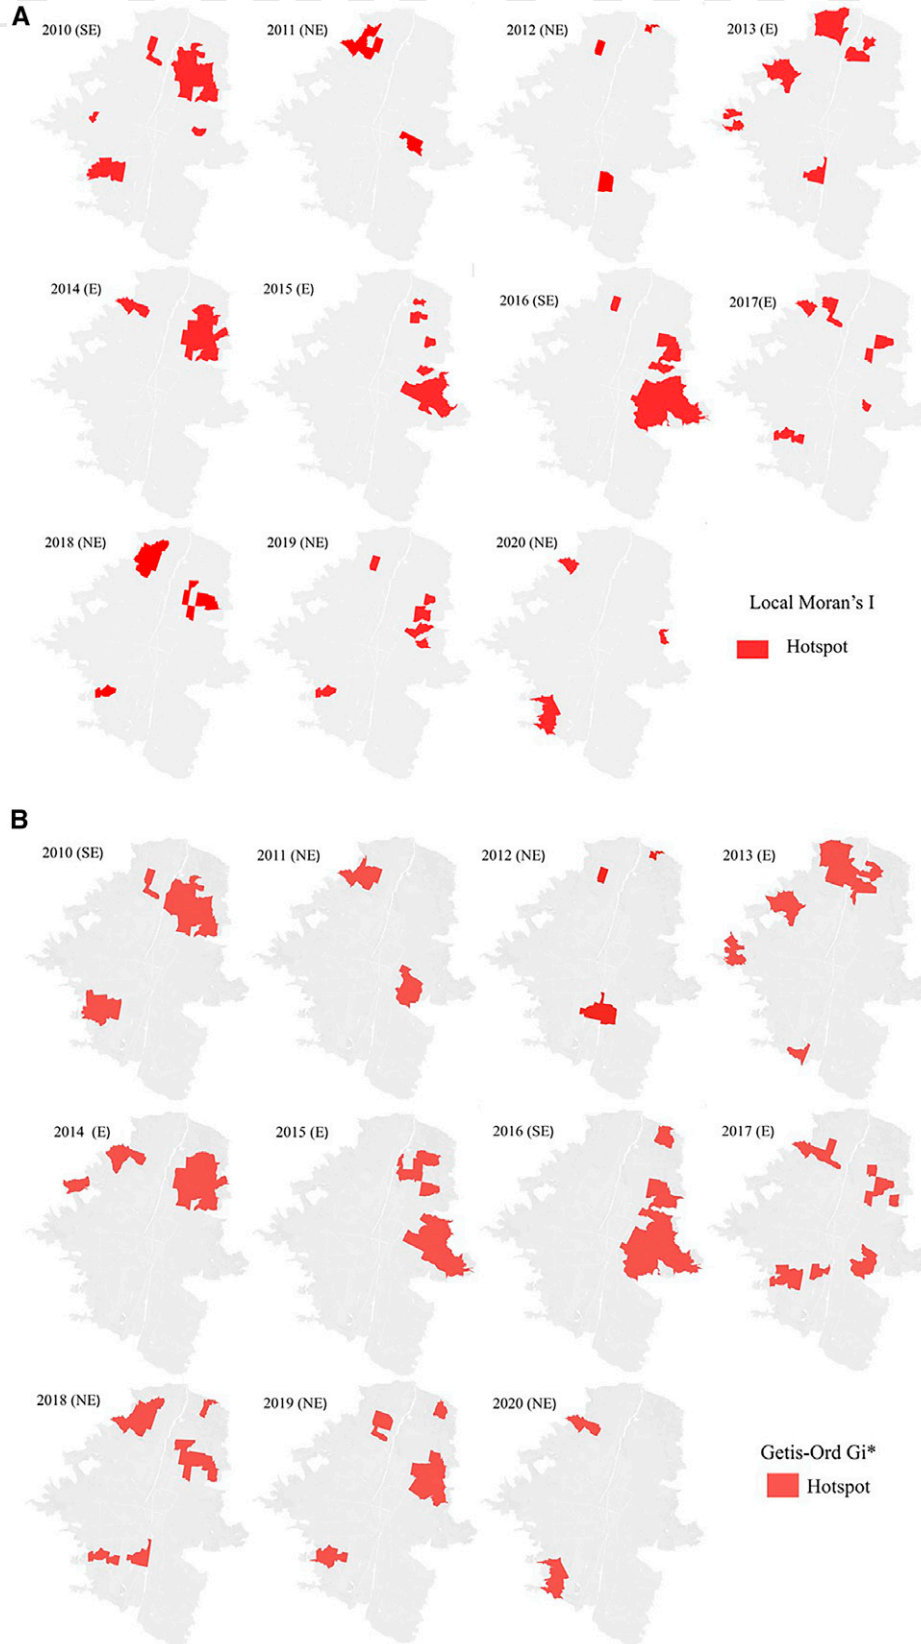 A
2010 (SE)
2011 (NE)
2012 (NE)
2013 (E)
2014 (E)
2015 (E)
2016 (SE)
2017(E)
2018 (NE)
2019 (NE)
2020 (NE)
Local Moran's I
Hotspot
B
2010 (SE)
2011 (NE)
2012 (NE)
2013 (E)
2014 (E)
2015 (E)
2016 (SE)
2017 (E)
2018 (NE)
2019 (NE)
2020 (NE)
Getis-Ord Gi*
Hotspot